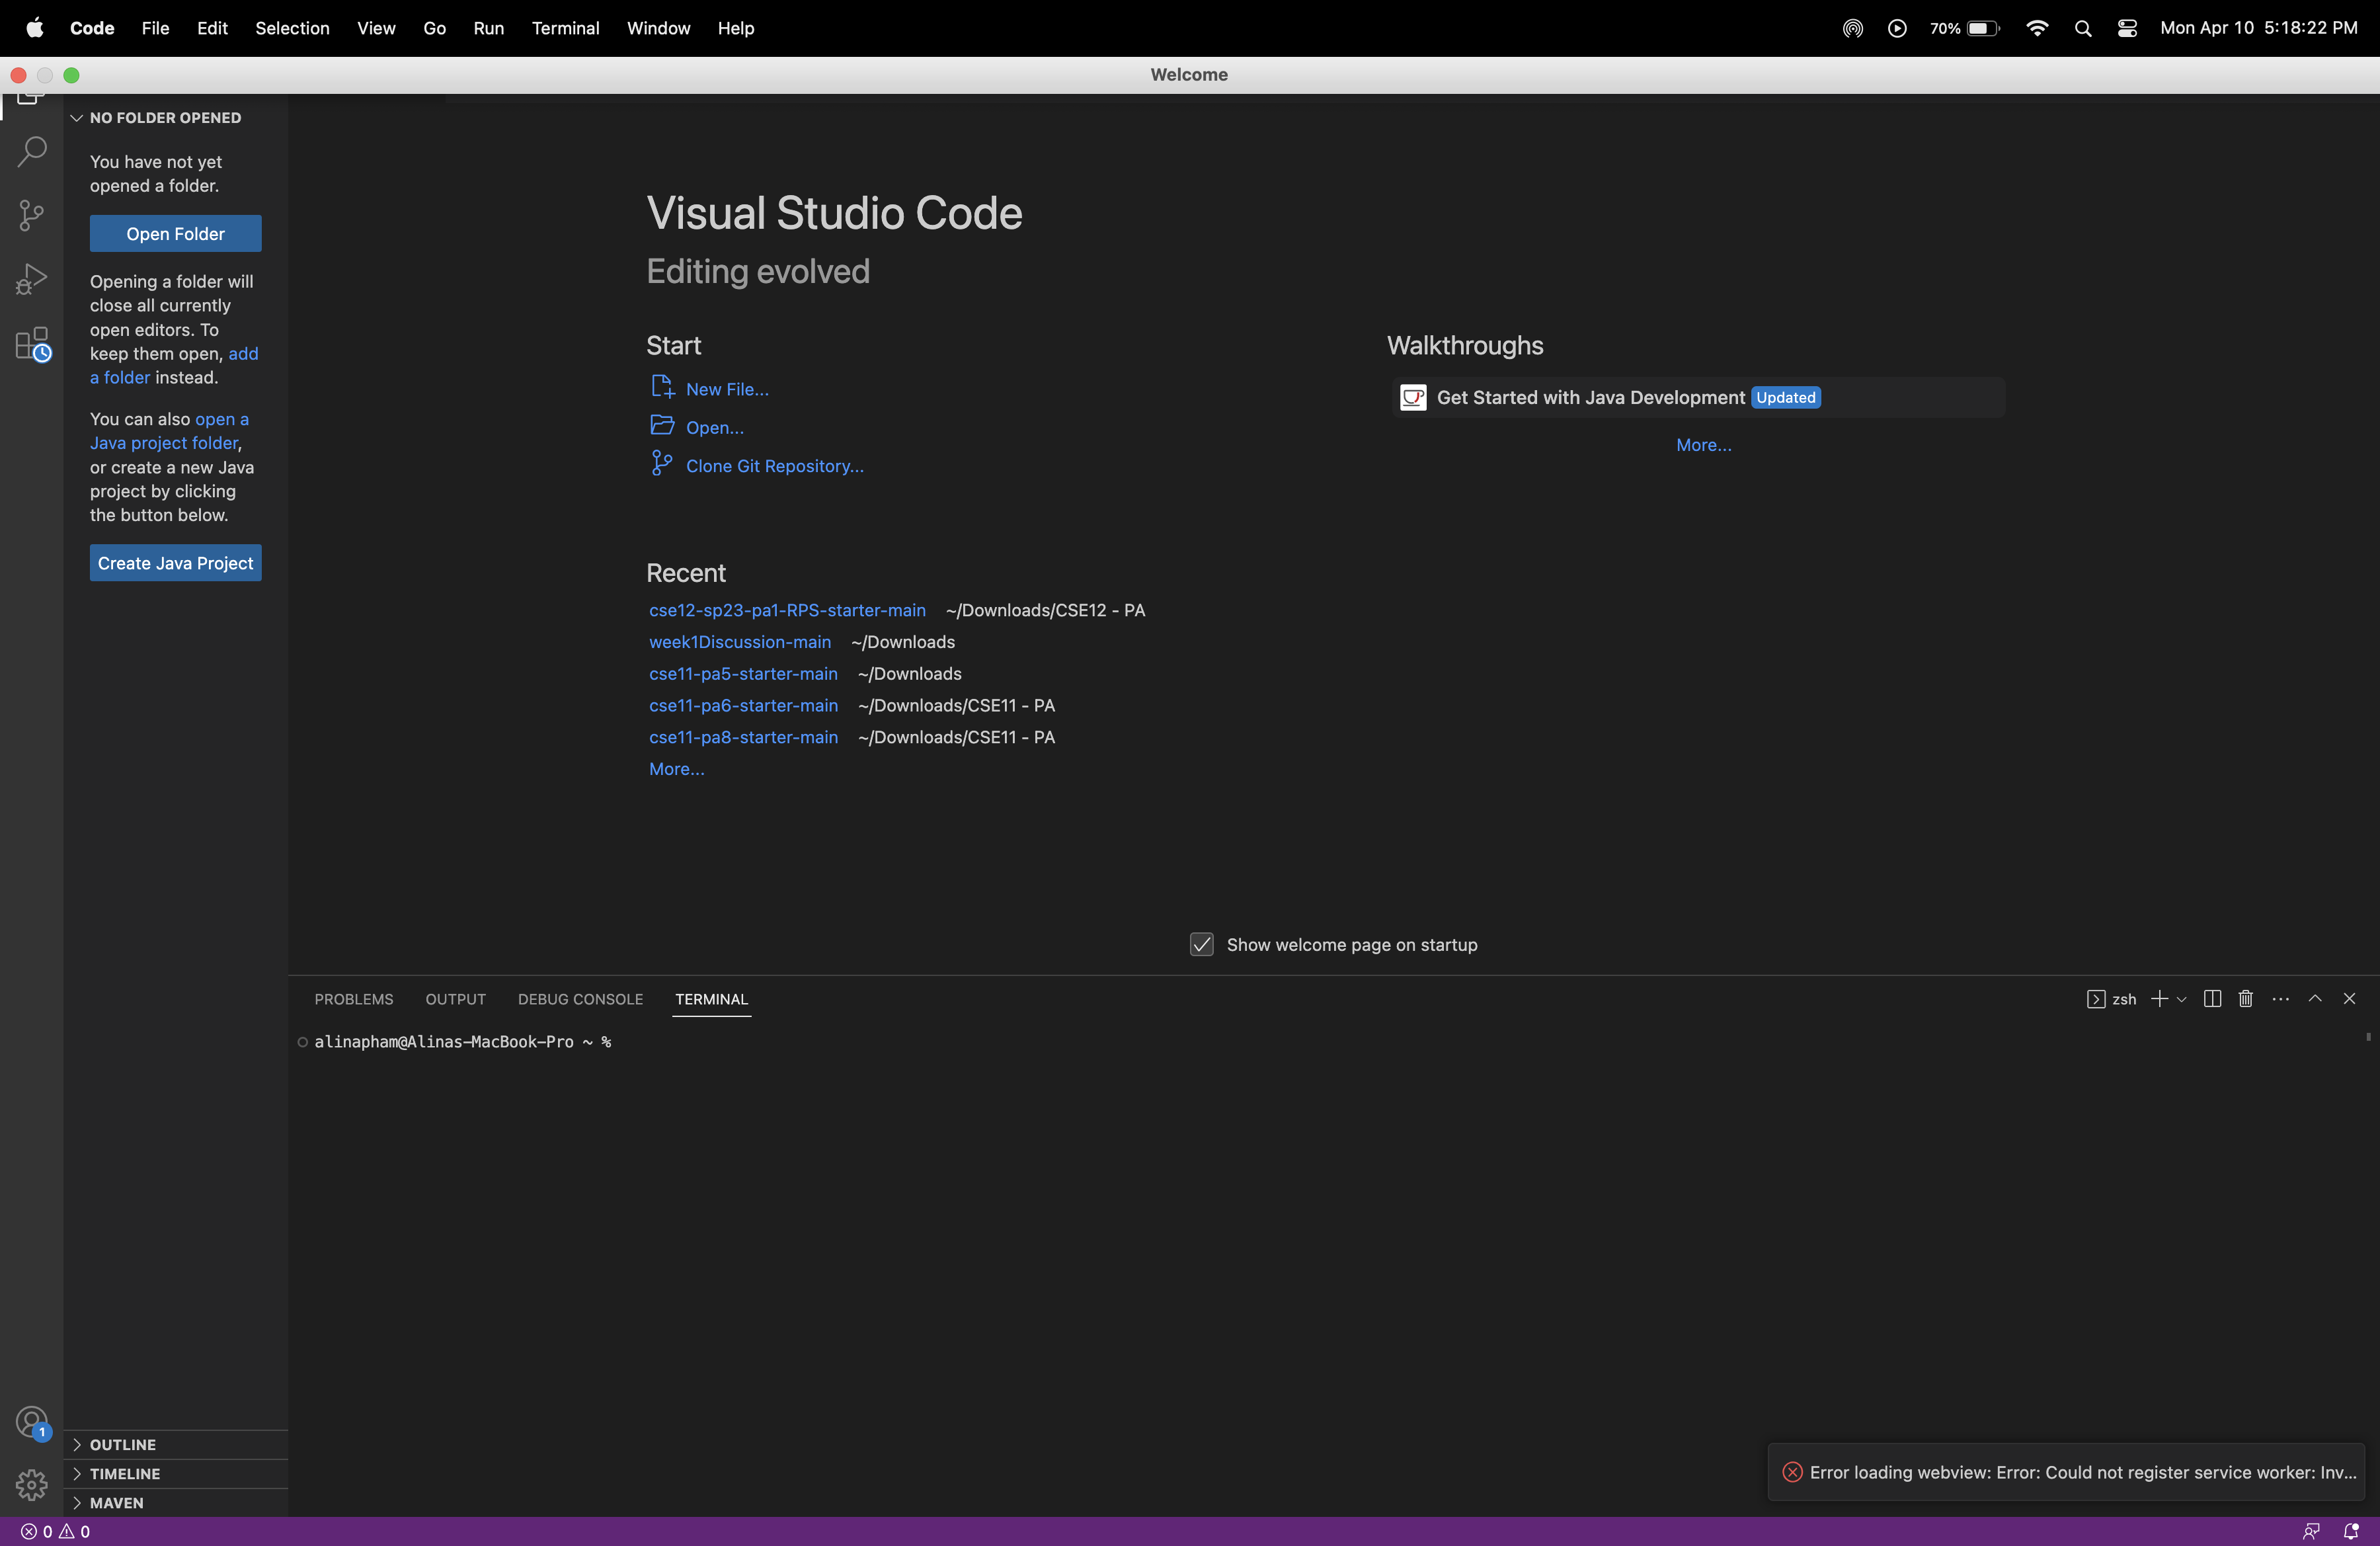 Code File Edit Selection View Go Run Terminal Window Help 70% Mon Apr 10 5:18:22 PM
Welcome
NO FOLDER OPENED
You have not yet
opened a folder.
Open Folder
Opening a folder will
close all currently
open editors. To
keep them open, add
a folder instead.
You can also open a
Java project folder,
or create a new Java
project by clicking
the button below.
Create Java Project
Visual Studio Code
Editing evolved
Start
New File...
Open...
Clone Git Repository...
Walkthroughs
Get Started with Java Development Updated
More...
Recent
cse12-sp23-pa1-RPS-starter-main ~/Downloads/CSE12 - PA
week1Discussion-main ~/Downloads
cse11-pa5-starter-main ~/Downloads
cse11-pa6-starter-main ~/Downloads/CSE11 - PA
cse11-pa8-starter-main ~/Downloads/CSE11 - PA
More...
Show welcome page on startup
PROBLEMS OUTPUT DEBUG CONSOLE TERMINAL zsh
alinapham@Alinas-MacBook-Pro ~ %
1
OUTLINE
TIMELINE
MAVEN
Error loading webview: Error: Could not register service worker: Inv...
0 0